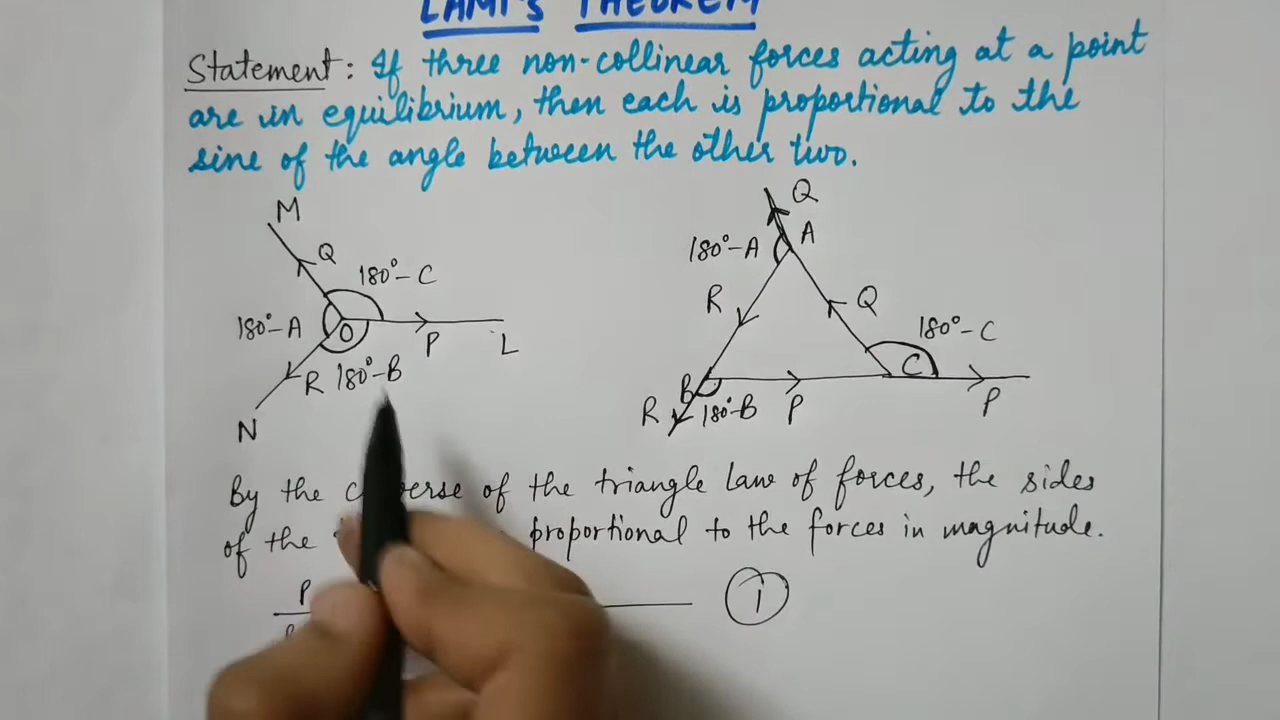 LAMI'S THEOREM
Statement: If three non-collinear forces acting at a point
are in equilibrium, then each is proportional to the
sine of the angle between the other two.
M
Q
180°-C
180°-A
O
P
L
R
180°-B
N
Q
A
180°-A
R
Q
180°-C
C
B
R
180°-B
P
P
By the of the triangle law of forces, the sides
of the proportional to the forces in magnitude.
P
1